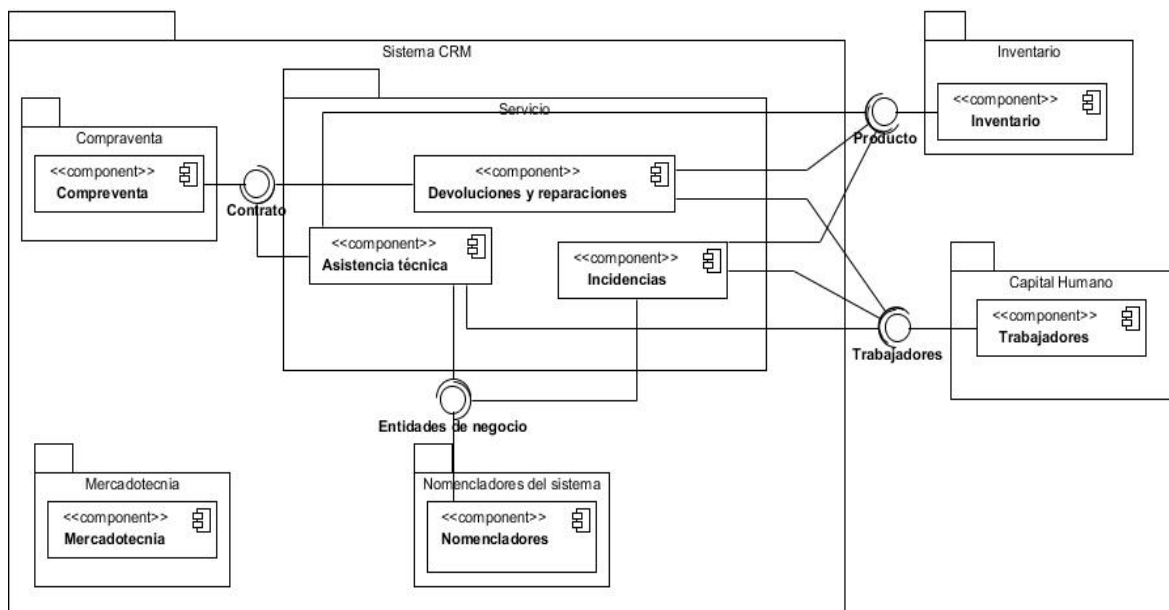 Sistema CRM
Inventario
<<component>>
Inventario
Servicio
Producto
Compraventa
<<component>>
Compreventa
Contrato
<<component>>
Devoluciones y reparaciones
<<component>>
Asistencia técnica
<<component>>
Incidencias
Capital Humano
<<component>>
Trabajadores
Trabajadores
Entidades de negocio
Mercadotecnia
<<component>>
Mercadotecnia
Nomencladores del sistema
<<component>>
Nomencladores